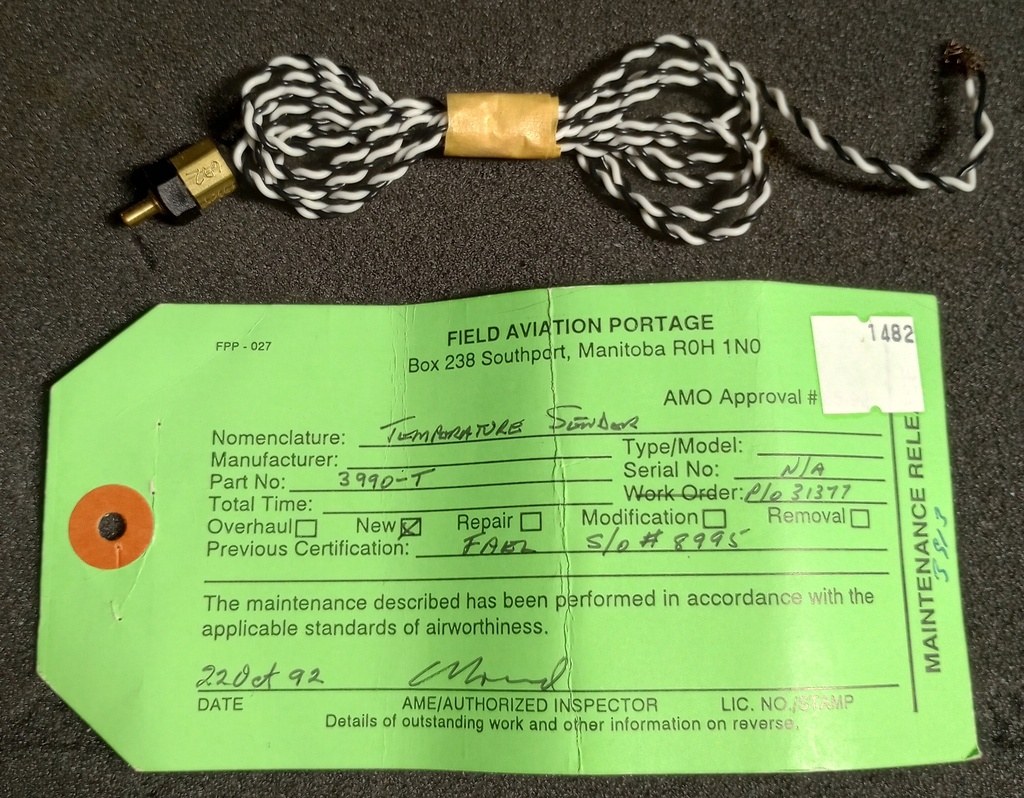 FIELD AVIATION PORTAGE
FPP - 027
Box 238 Southport, Manitoba R0H 1N0
1482
AMO Approval #
Nomenclature: TEMPORATURE SENDOR
Manufacturer:
Type/Model:
Part No: 3990-T
Serial No: N/A
Total Time:
Work Order: P/O 31377
Overhaul New Repair Modification Removal
Previous Certification: FAEL S/O # 8995
The maintenance described has been performed in accordance with the
applicable standards of airworthiness.
22 Oct 92
DATE AME/AUTHORIZED INSPECTOR LIC. NO./STAMP
Details of outstanding work and other information on reverse.
MAINTENANCE RELE